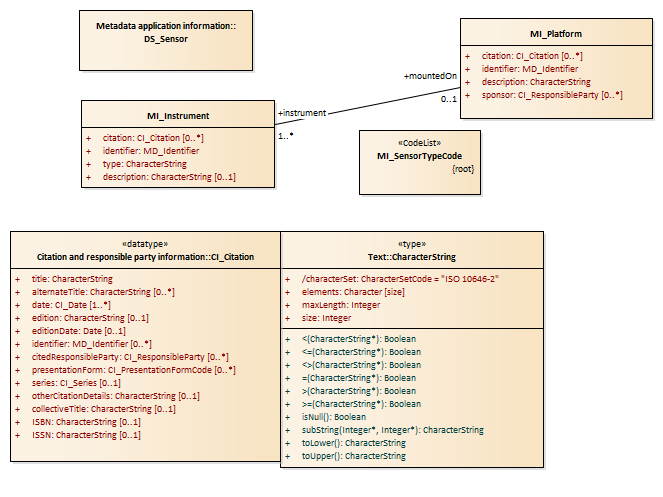 Metadata application information::
DS_Sensor
MI_Platform
+ citation: CI_Citation [0..*]
+ identifier: MD_Identifier
+ description: CharacterString
+ sponsor: CI_ResponsibleParty [0..*]
+mountedOn
0..1
+instrument
1..*
MI_Instrument
+ citation: CI_Citation [0..*]
+ identifier: MD_Identifier
+ type: CharacterString
+ description: CharacterString [0..1]
«CodeList»
MI_SensorTypeCode
{root}
«datatype»
Citation and responsible party information::CI_Citation
+ title: CharacterString
+ alternateTitle: CharacterString [0..*]
+ date: CI_Date [1..*]
+ edition: CharacterString [0..1]
+ editionDate: Date [0..1]
+ identifier: MD_Identifier [0..*]
+ citedResponsibleParty: CI_ResponsibleParty [0..*]
+ presentationForm: CI_PresentationFormCode [0..*]
+ series: CI_Series [0..1]
+ otherCitationDetails: CharacterString [0..1]
+ collectiveTitle: CharacterString [0..1]
+ ISBN: CharacterString [0..1]
+ ISSN: CharacterString [0..1]
«type»
Text::CharacterString
+ /characterSet: CharacterSetCode = "ISO 10646-2"
+ elements: Character [size]
+ maxLength: Integer
+ size: Integer
+ <(CharacterString*): Boolean
+ <=(CharacterString*): Boolean
+ <>(CharacterString*): Boolean
+ =(CharacterString*): Boolean
+ >(CharacterString*): Boolean
+ >=(CharacterString*): Boolean
+ isNull(): Boolean
+ subString(Integer*, Integer*): CharacterString
+ toLower(): CharacterString
+ toUpper(): CharacterString